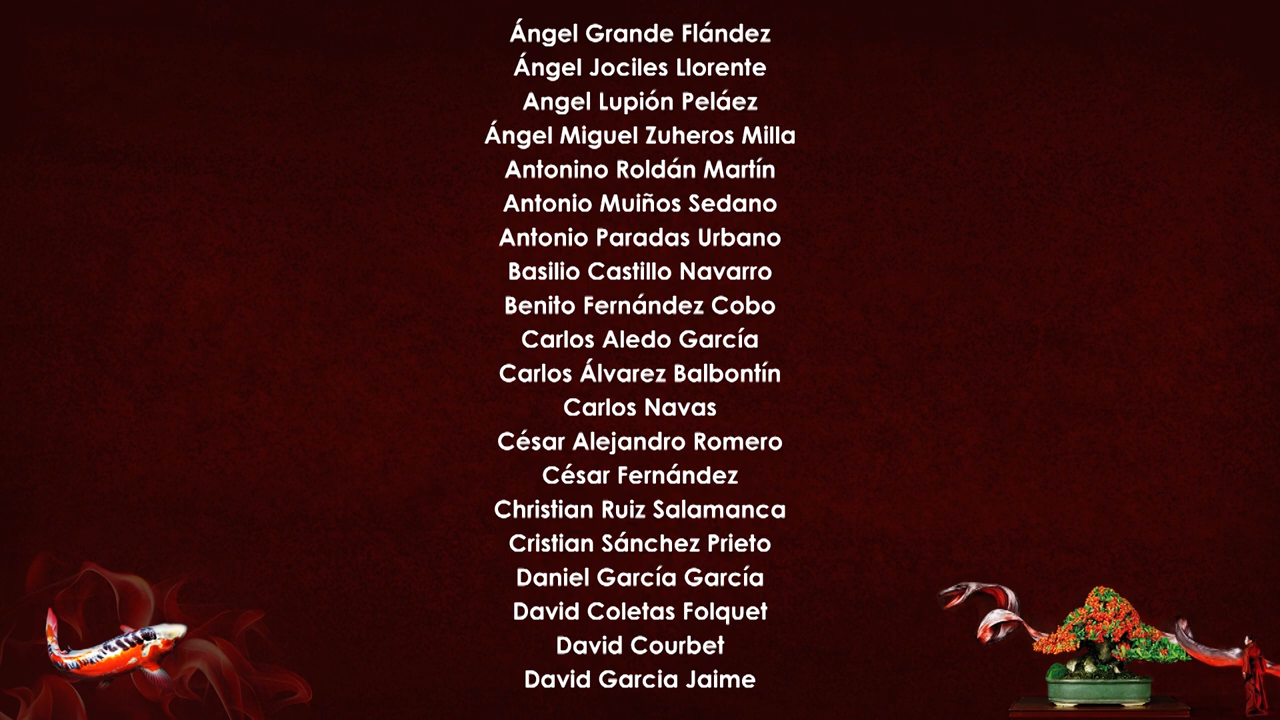 Ángel Grande Flández
Ángel Jociles Llorente
Angel Lupión Peláez
Ángel Miguel Zuheros Milla
Antonino Roldán Martín
Antonio Muiños Sedano
Antonio Paradas Urbano
Basilio Castillo Navarro
Benito Fernández Cobo
Carlos Aledo García
Carlos Álvarez Balbontín
Carlos Navas
César Alejandro Romero
César Fernández
Christian Ruiz Salamanca
Cristian Sánchez Prieto
Daniel García García
David Coletas Folquet
David Courbet
David Garcia Jaime